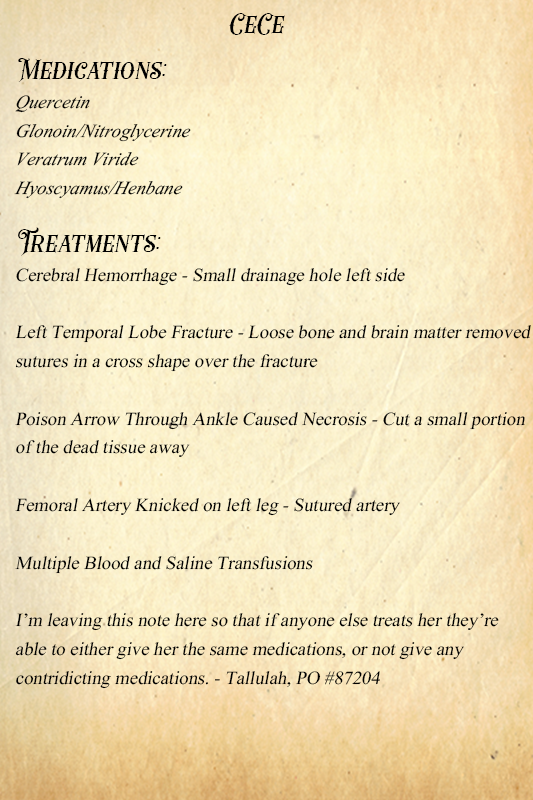 CeCe
Medications:
Quercetin
Glonoin/Nitroglycerine
Veratrum Viride
Hyoscyamus/Henbane
Treatments:
Cerebral Hemorrhage - Small drainage hole left side
Left Temporal Lobe Fracture - Loose bone and brain matter removed
sutures in a cross shape over the fracture
Poison Arrow Through Ankle Caused Necrosis - Cut a small portion
of the dead tissue away
Femoral Artery Knicked on left leg - Sutured artery
Multiple Blood and Saline Transfusions
I'm leaving this note here so that if anyone else treats her they're
able to either give her the same medications, or not give any
contridicting medications. - Tallulah, PO #87204